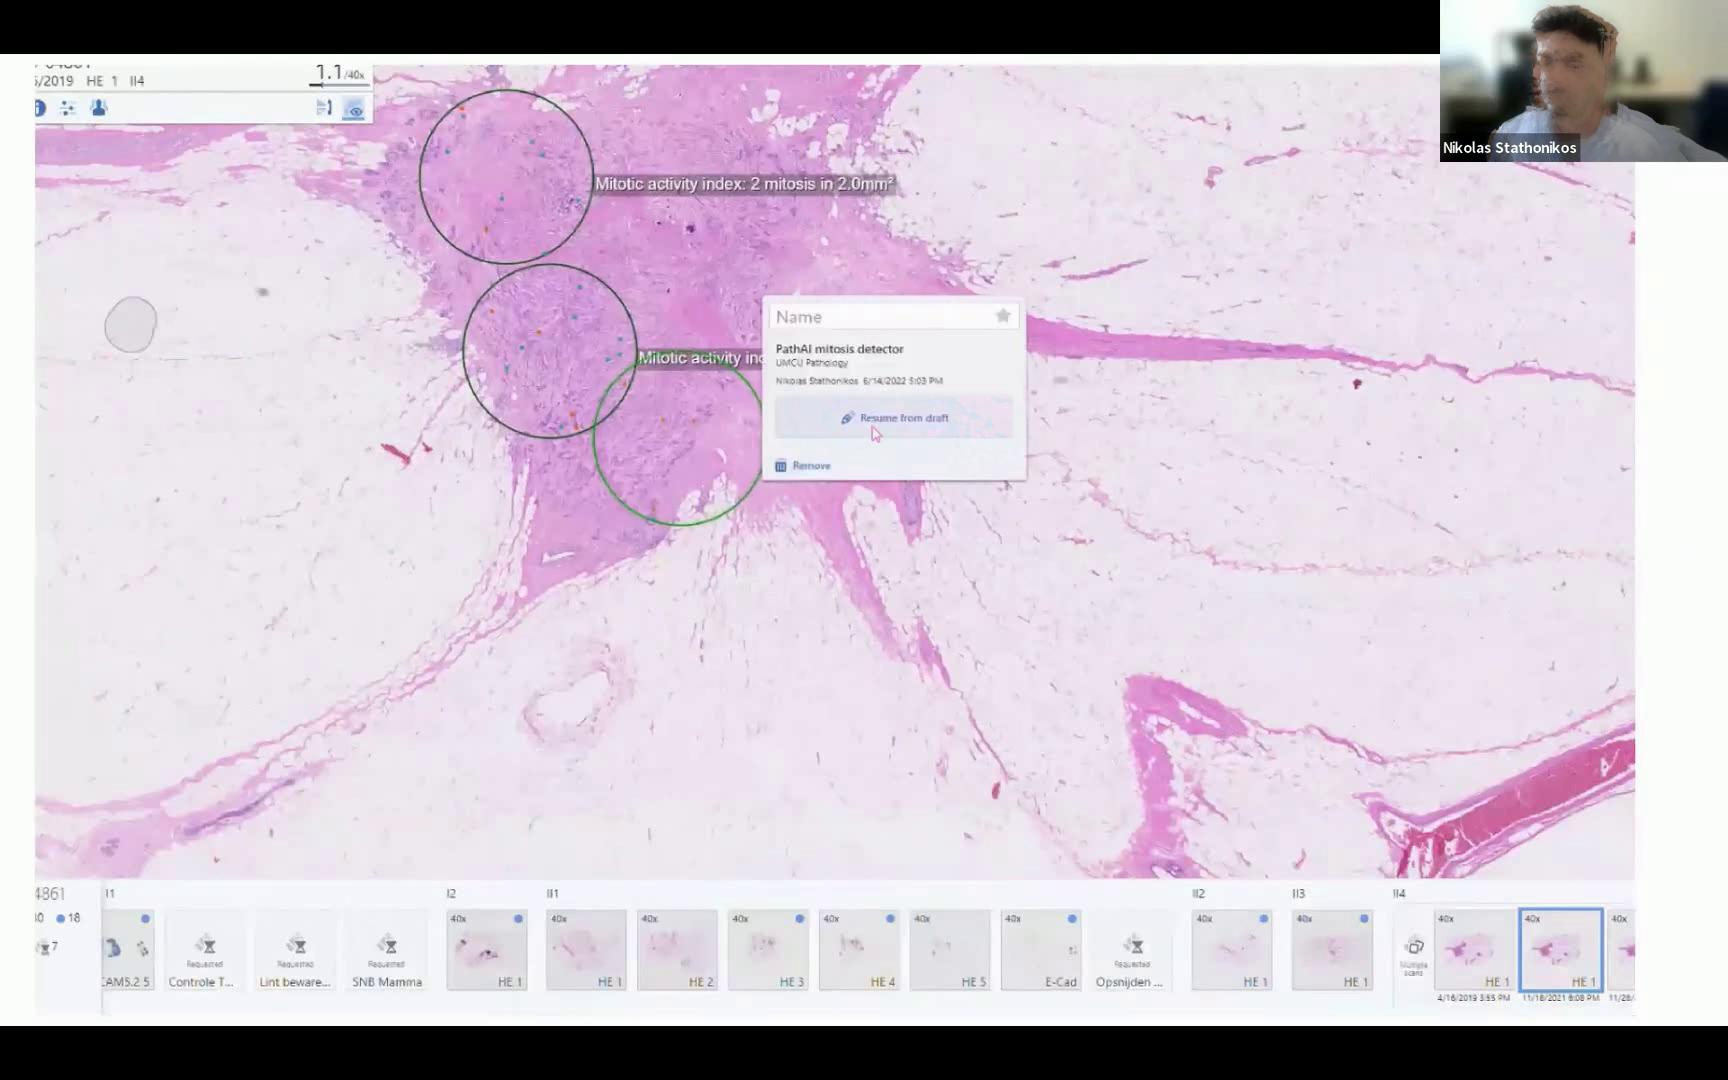 5/2019 HE 1 II4
1.1/40x
Nikolas Stathonikos
Mitotic activity index: 2 mitosis in 2.0mm²
Mitotic activity ind
Name
PathAI mitosis detector
UMCU Pathology
Nikolas Stathonikos 6/14/2022 5:03 PM
Resume from draft
Remove
4861
I1
I2
II1
II2
II3
II4
18
7
CAM5.2 5
Requested
Controle T...
Requested
Lint beware...
Requested
SNB Mamma
40x
HE 1
40x
HE 1
40x
HE 2
40x
HE 3
40x
HE 4
40x
HE 5
40x
E-Cad
Requested
Opsnijden ...
40x
HE 1
40x
HE 1
Multiple scans
40x
HE 1
4/16/2019 3:55 PM
40x
HE 1
11/18/2021 6:08 PM
40x